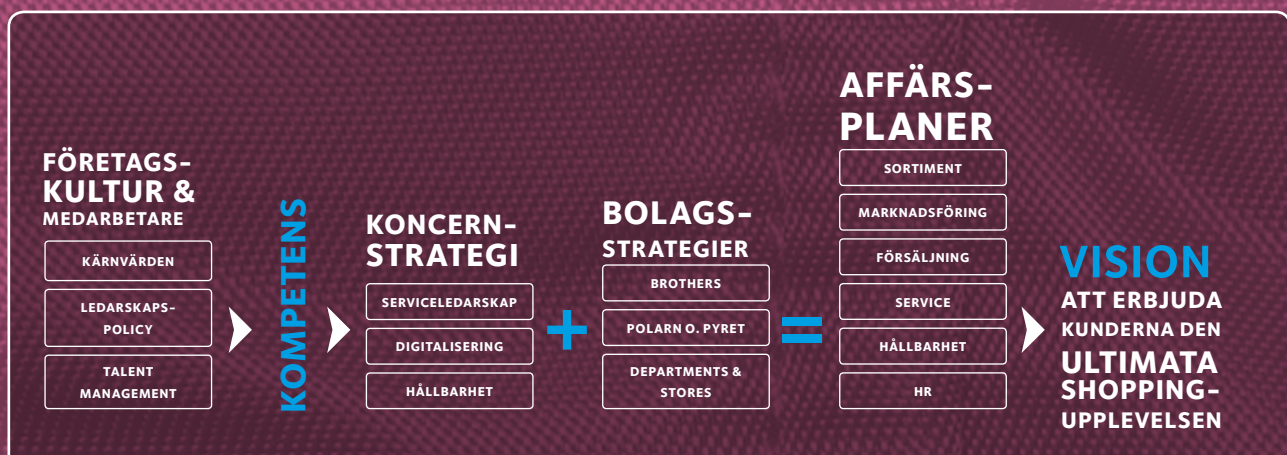 FÖRETAGS-
KULTUR &
MEDARBETARE
KÄRNVÄRDEN
LEDARSKAPS-
POLICY
TALENT
MANAGEMENT
KOMPETENS
KONCERN-
STRATEGI
SERVICELEDARSKAP
DIGITALISERING
HÅLLBARHET
+
BOLAGS-
STRATEGIER
BROTHERS
POLARN O. PYRET
DEPARTMENTS &
STORES
=
AFFÄRS-
PLANER
SORTIMENT
MARKNADSFÖRING
FÖRSÄLJNING
SERVICE
HÅLLBARHET
HR
VISION
ATT ERBJUDA
KUNDERNA DEN
ULTIMATA
SHOPPING-
UPPLEVELSEN